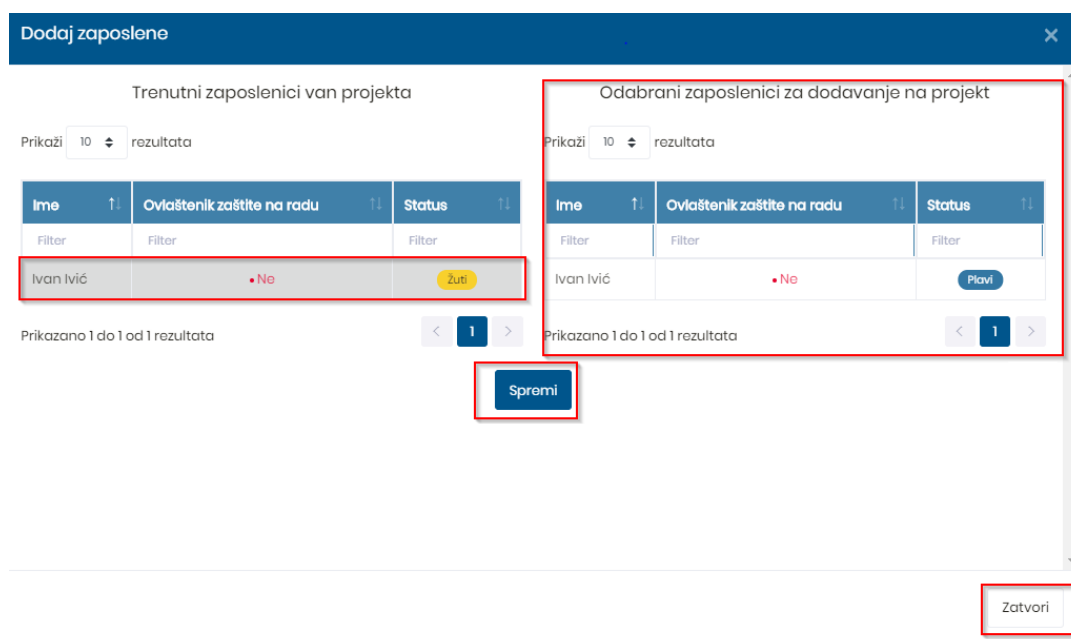 Dodaj zaposlene
Trenutni zaposlenici van projekta
Prikaži 10 rezultata
Ime Ovlaštenik zaštite na radu Status
Filter Filter Filter
Ivan Ivić Ne Žuti
Prikazano 1 do 1 od 1 rezultata < 1 >
Odabrani zaposlenici za dodavanje na projekt
Prikaži 10 rezultata
Ime Ovlaštenik zaštite na radu Status
Filter Filter Filter
Ivan Ivić Ne Plavi
Prikazano 1 do 1 od 1 rezultata < 1 >
Spremi
Zatvori